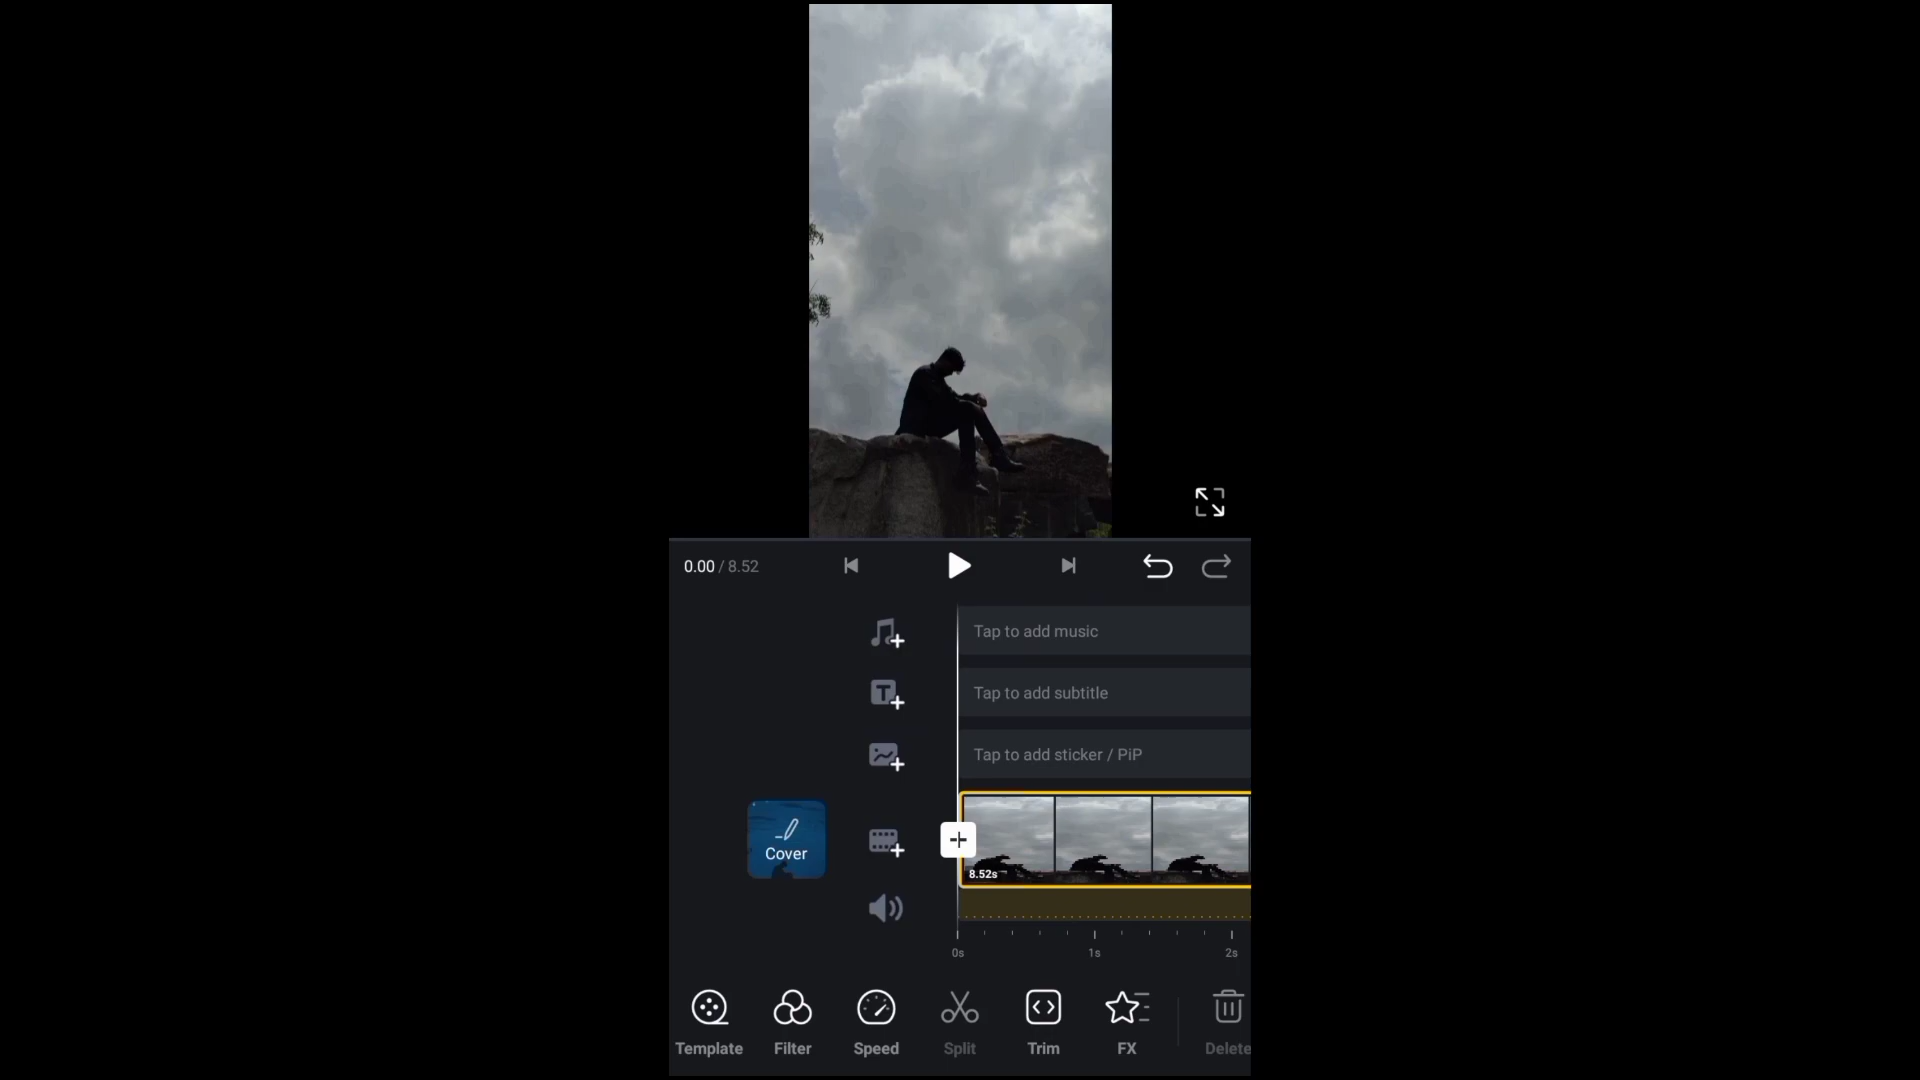 0.00 / 8.52
Tap to add music
Tap to add subtitle
Tap to add sticker / PiP
Cover
8.52s
0s 1s 2s
Template Filter Speed Split Trim FX Delete